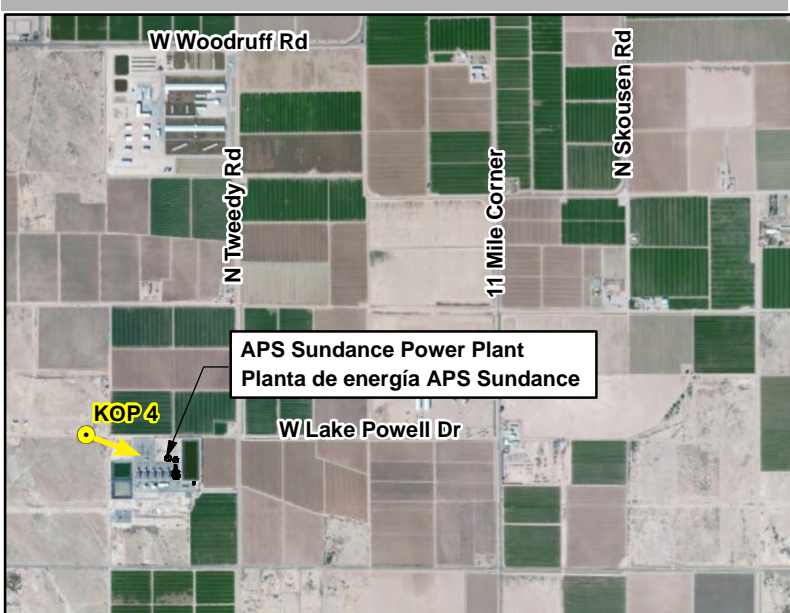 W Woodruff Rd
N Skousen Rd
N Tweedy Rd
11 Mile Corner
APS Sundance Power Plant
Planta de energía APS Sundance
KOP 4
W Lake Powell Dr